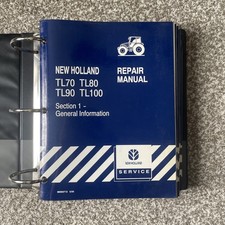 NEW HOLLAND
TL70 TL80
TL90 TL100
REPAIR
MANUAL
Section 1 -
General Information
NEW HOLLAND
SERVICE